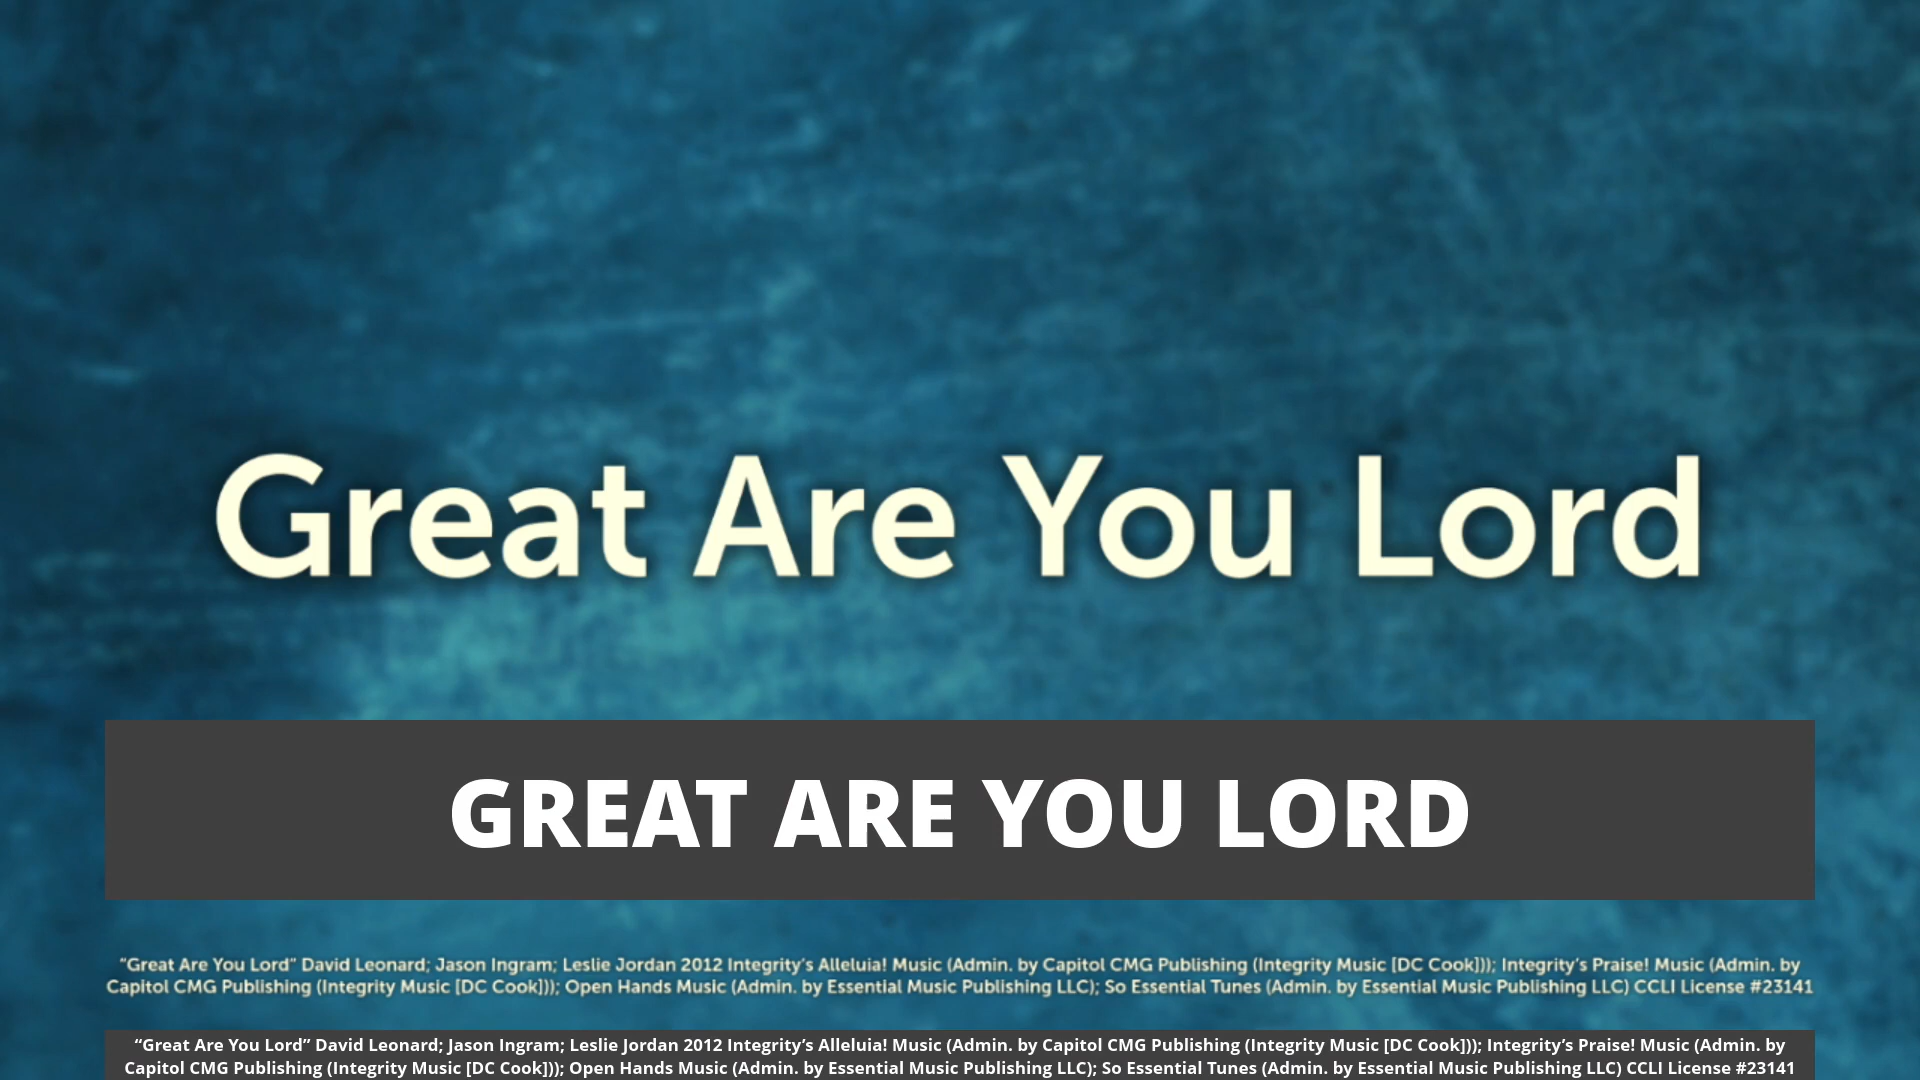 Great Are You Lord
GREAT ARE YOU LORD
“Great Are You Lord” David Leonard; Jason Ingram; Leslie Jordan 2012 Integrity’s Alleluia! Music (Admin. by Capitol CMG Publishing (Integrity Music [DC Cook])); Integrity’s Praise! Music (Admin. by
Capitol CMG Publishing (Integrity Music [DC Cook])); Open Hands Music (Admin. by Essential Music Publishing LLC); So Essential Tunes (Admin. by Essential Music Publishing LLC) CCLI License #23141
“Great Are You Lord” David Leonard; Jason Ingram; Leslie Jordan 2012 Integrity’s Alleluia! Music (Admin. by Capitol CMG Publishing (Integrity Music [DC Cook])); Integrity’s Praise! Music (Admin. by
Capitol CMG Publishing (Integrity Music [DC Cook])); Open Hands Music (Admin. by Essential Music Publishing LLC); So Essential Tunes (Admin. by Essential Music Publishing LLC) CCLI License #23141